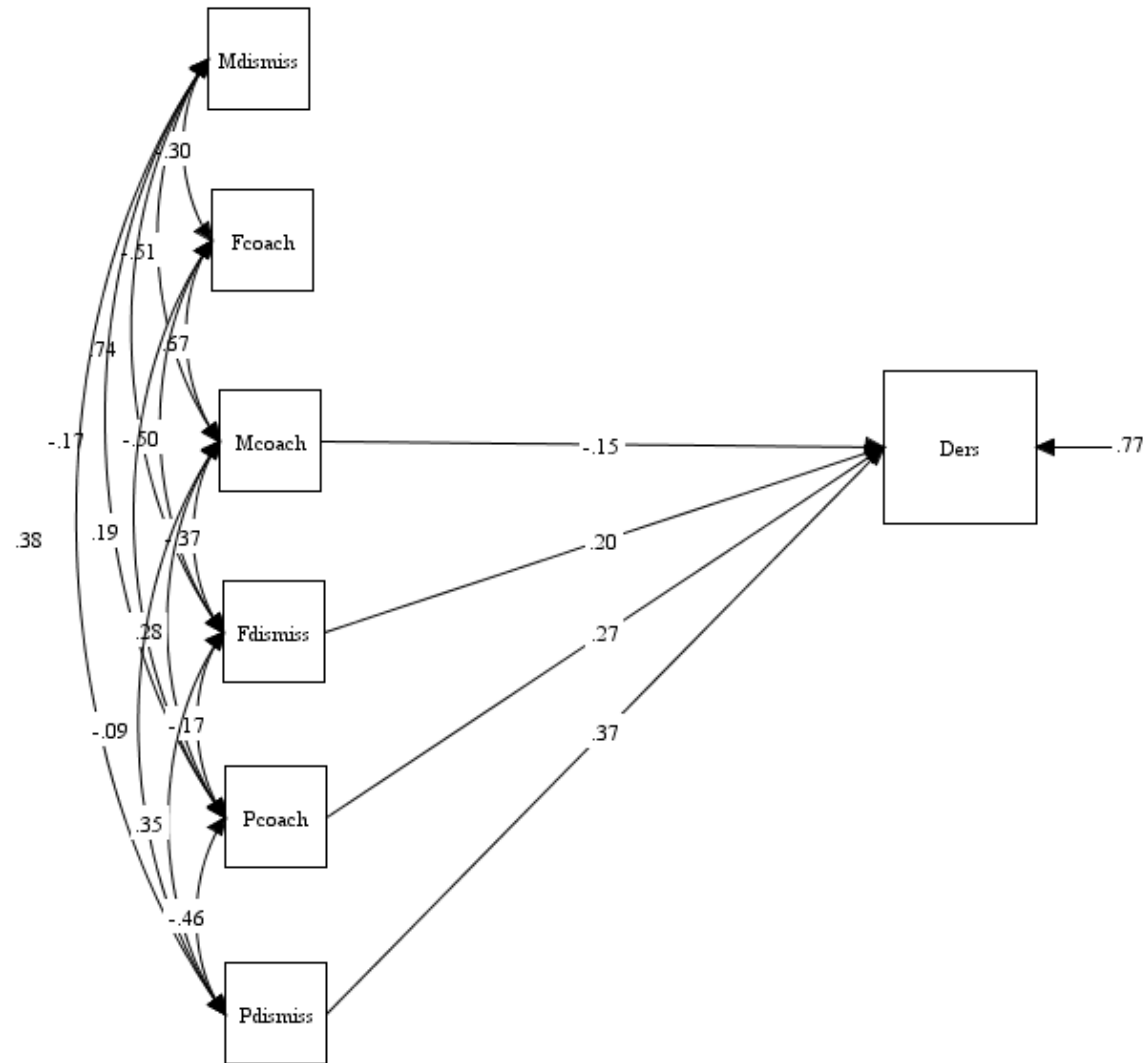 Mdismiss
-.30
Fcoach
-.51
.67
.74
-.17
-.50
Mcoach
-.15
Ders
.77
.38
.19
-.37
.20
Fdismiss
.28
.27
-.09
-.17
.37
Pcoach
.35
-.46
Pdismiss